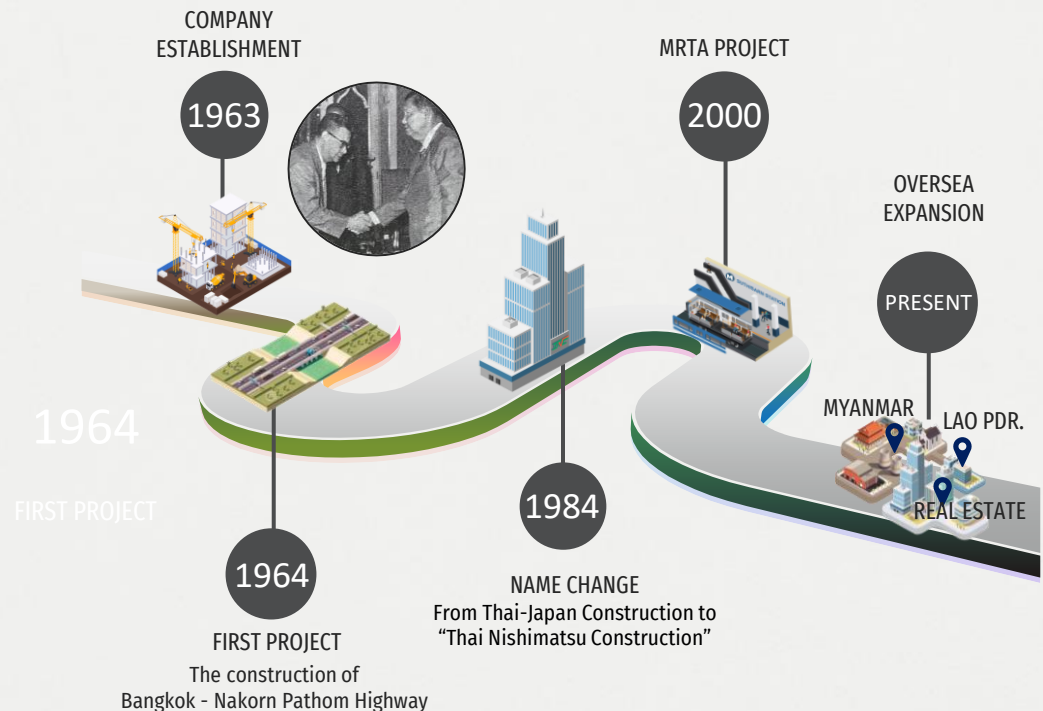 COMPANY
ESTABLISHMENT
1963
MRTA PROJECT
2000
OVERSEA
EXPANSION
PRESENT
MYANMAR
LAO PDR.
REAL ESTATE
1964
FIRST PROJECT
1964
FIRST PROJECT
The construction of
Bangkok - Nakorn Pathom Highway
1984
NAME CHANGE
From Thai-Japan Construction to
“Thai Nishimatsu Construction”